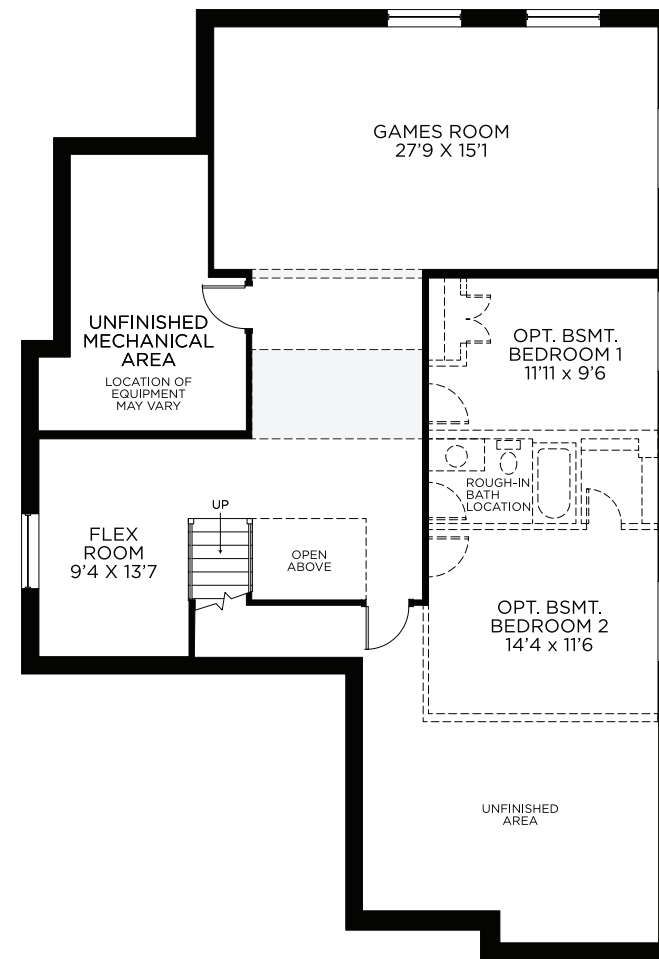 GAMES ROOM
27’9 X 15’1
UNFINISHED
MECHANICAL
AREA
LOCATION OF
EQUIPMENT
MAY VARY
OPT. BSMT.
BEDROOM 1
11’11 x 9’6
ROUGH-IN
BATH
LOCATION
UP
FLEX
ROOM
9’4 X 13’7
OPEN
ABOVE
OPT. BSMT.
BEDROOM 2
14’4 x 11’6
UNFINISHED
AREA